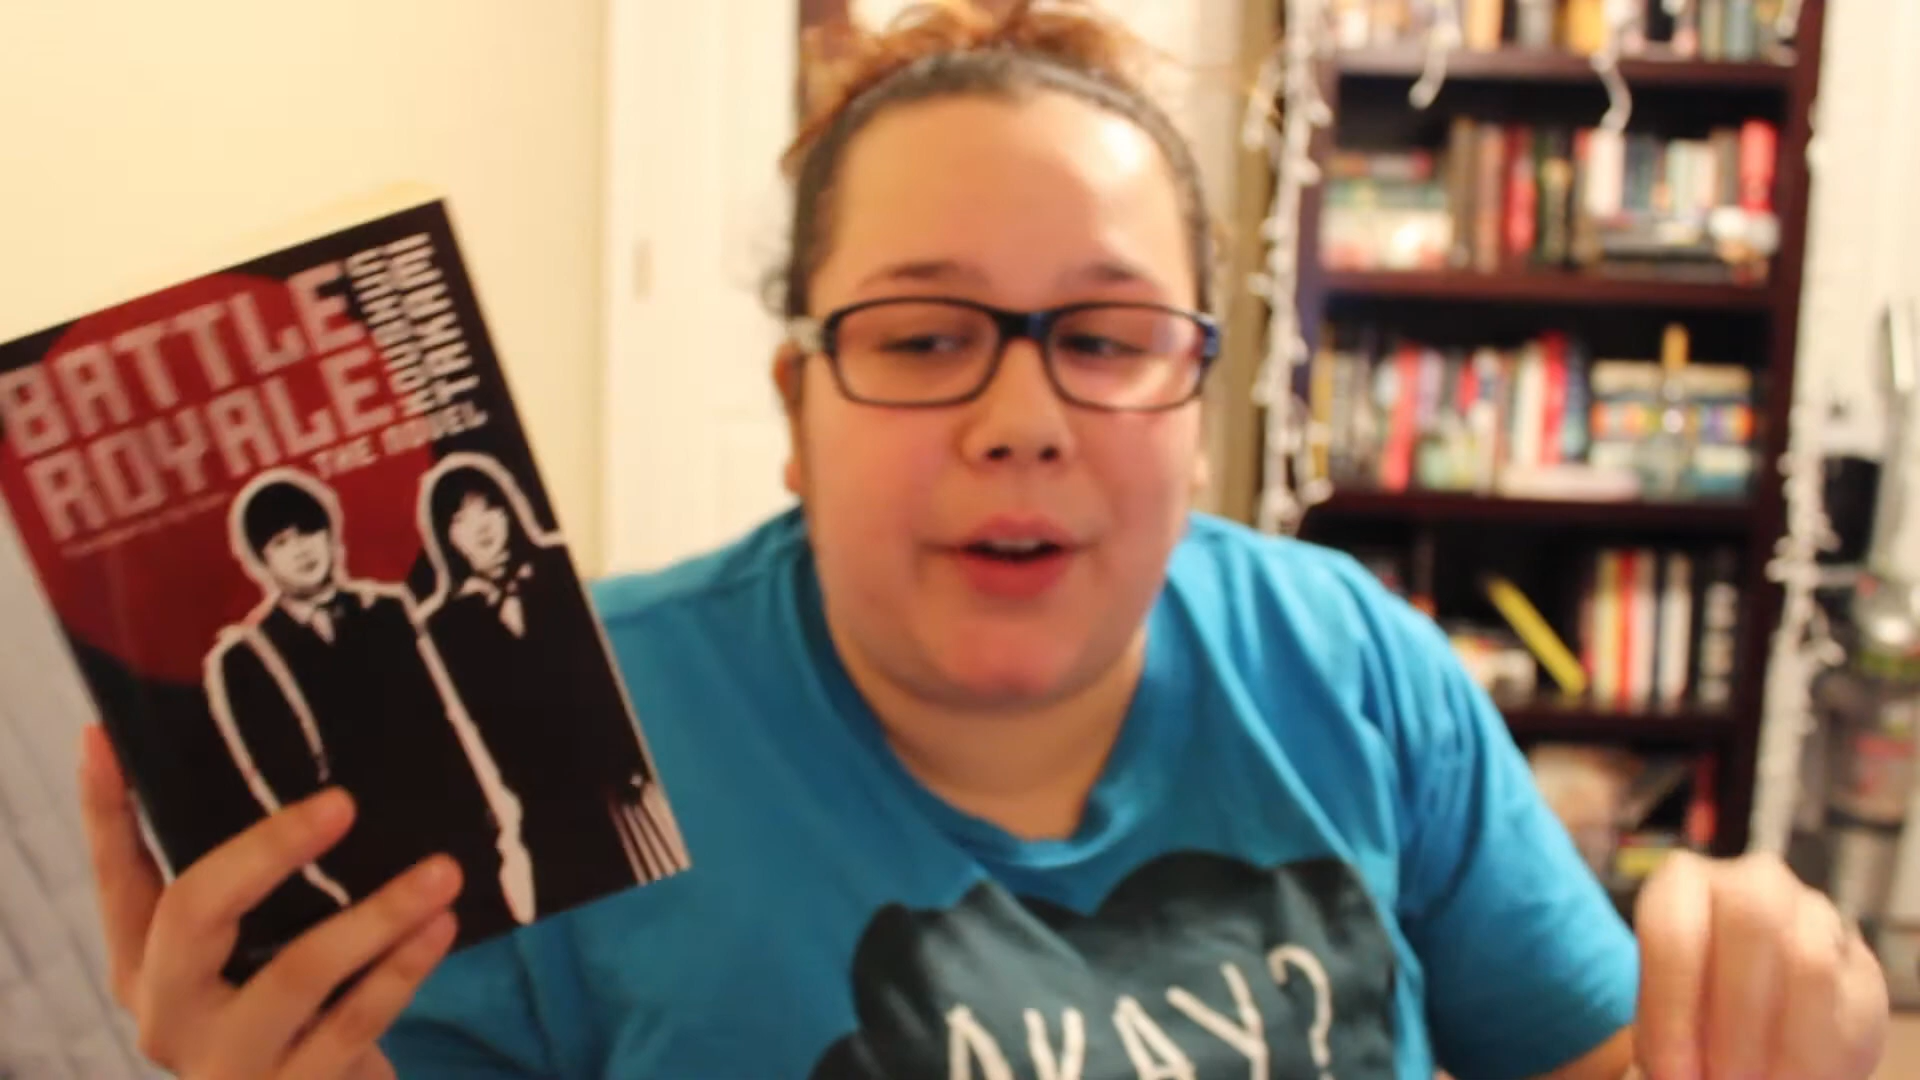 BATTLE
ROYALE
THE NOVEL
KOUSHUN
TAKAMI
OKAY?